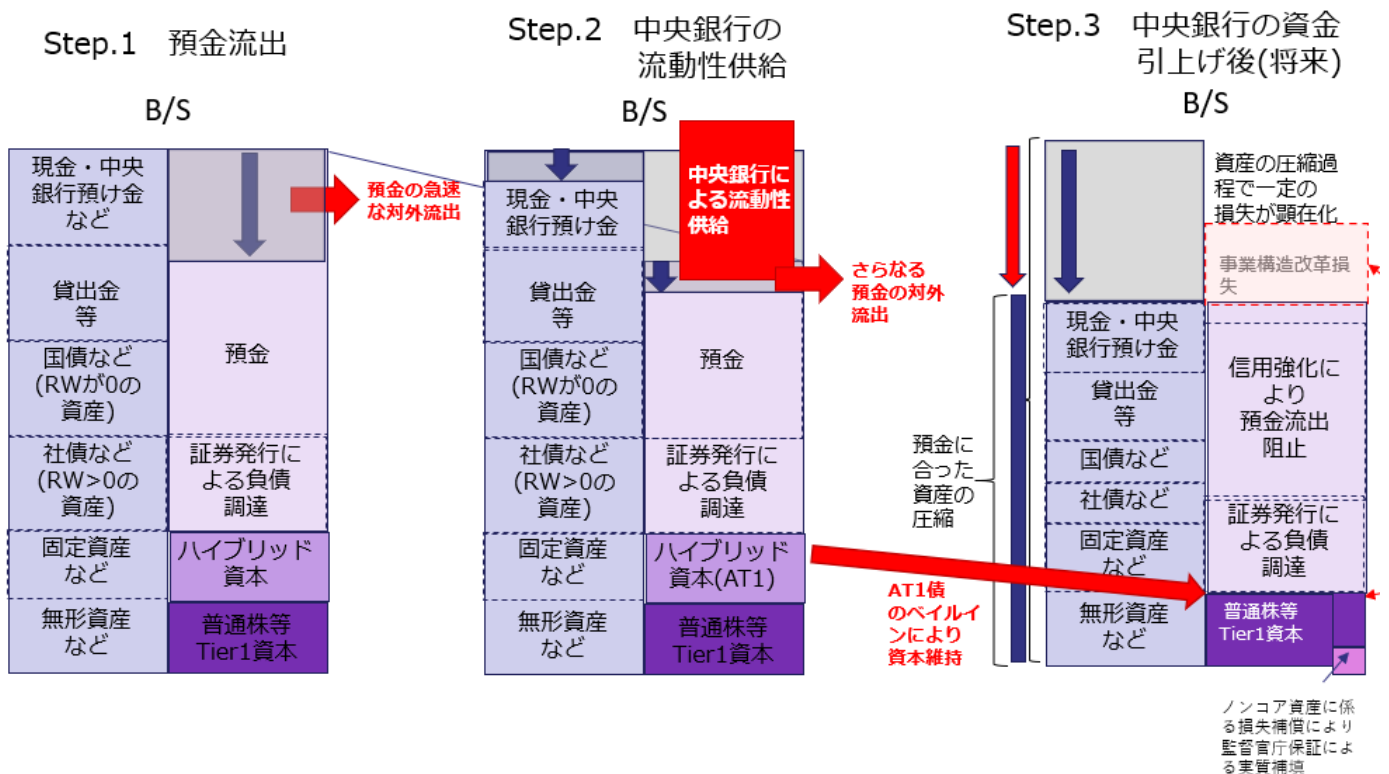 Step.1 預金流出
B/S
現金・中央
銀行預け金
など
預金の急速
な対外流出
貸出金
等
国債など
(RWが0の
資産)
社債など
(RW>0の
資産)
固定資産
など
無形資産
など
預金
証券発行に
よる負債
調達
ハイブリッド
資本
普通株等
Tier1資本
Step.2 中央銀行の
流動性供給
B/S
現金・中央
銀行預け金
貸出金
等
国債など
(RWが0の
資産)
社債など
(RW>0の
資産)
固定資産
など
無形資産
など
中央銀行に
よる流動性
供給
さらなる
預金の対外
流出
預金
証券発行に
よる負債
調達
ハイブリッド
資本(AT1)
普通株等
Tier1資本
AT1債
のベイルイ
ンにより
資本維持
Step.3 中央銀行の資金
引上げ後(将来)
B/S
預金に
合った
資産の
圧縮
資産の圧縮過
程で一定の
損失が顕在化
事業構造改革損
失
現金・中央
銀行預け金
貸出金
等
国債など
社債など
固定資産
など
無形資産
など
信用強化に
より
預金流出
阻止
証券発行に
よる負債
調達
普通株等
Tier1資本
ノンコア資産に係
る損失補償により
監督官庁保証によ
る実質補填